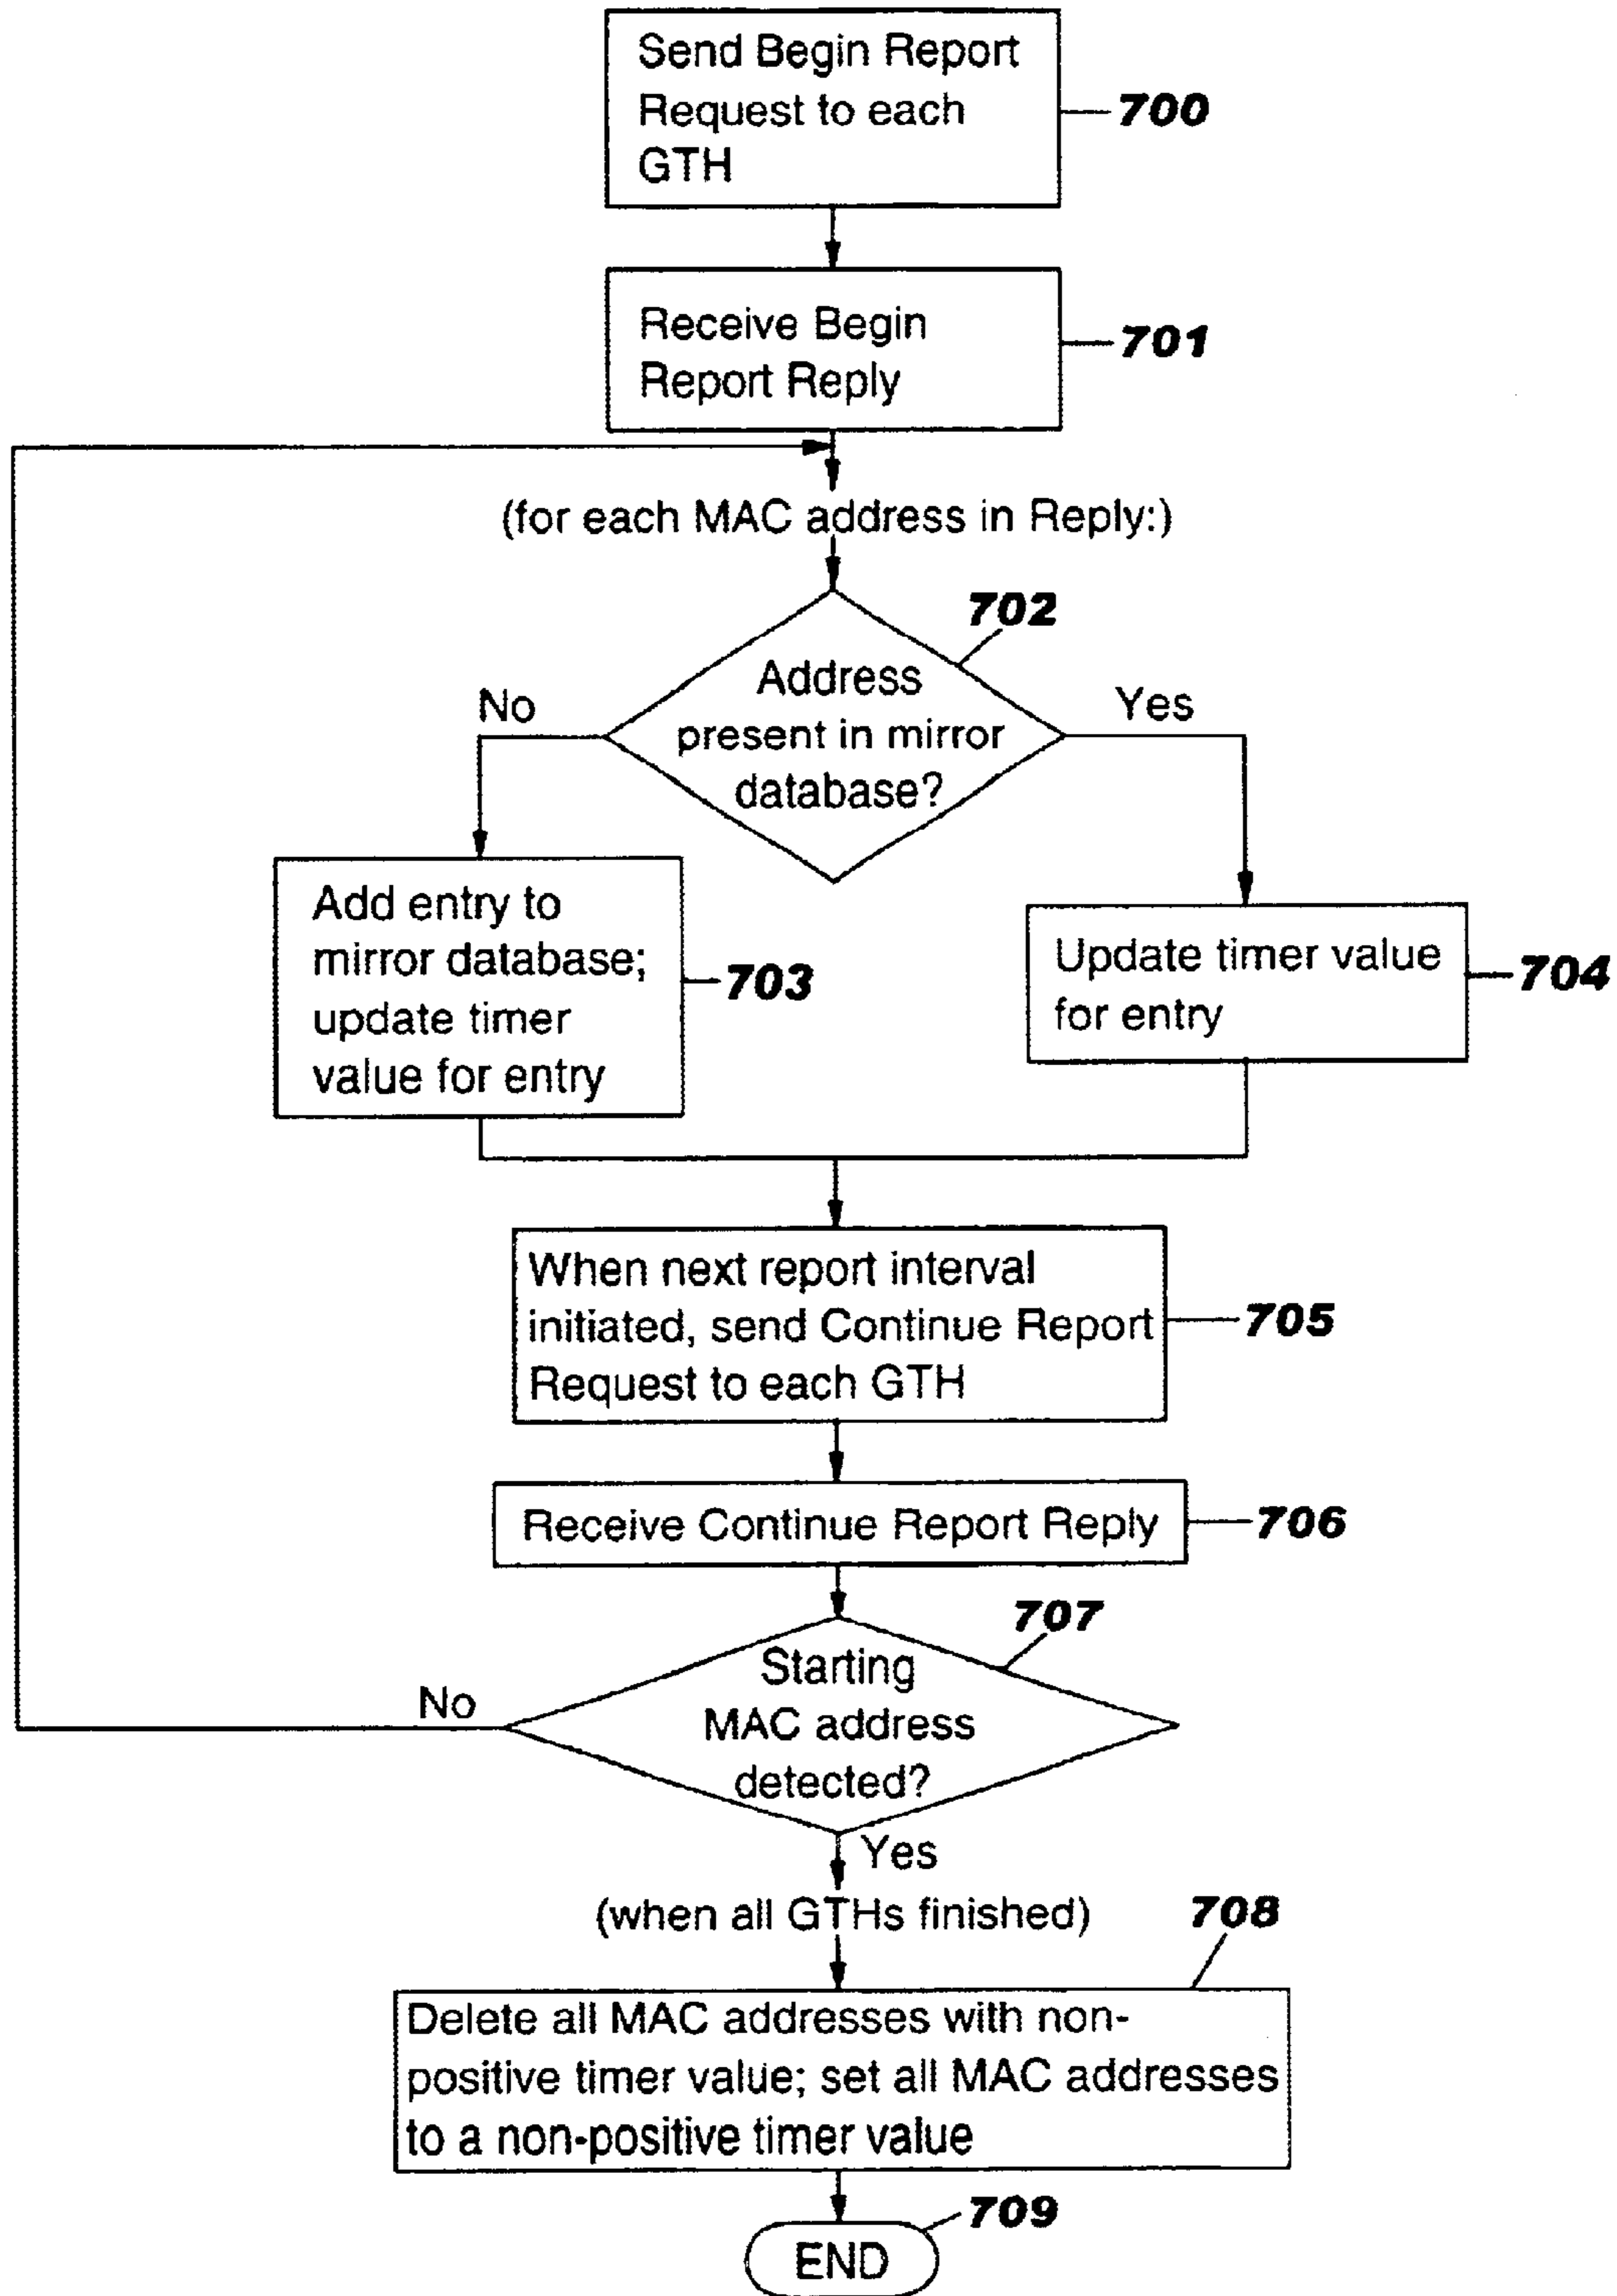 Send Begin Report
Request to each
GTH
700
Receive Begin
Report Reply
701
(for each MAC address in Reply:)
702
Address
present in mirror
database?
No
Yes
Add entry to
mirror database;
update timer
value for entry
703
Update timer value
for entry
704
When next report interval
initiated, send Continue Report
Request to each GTH
705
Receive Continue Report Reply
706
707
Starting
MAC address
detected?
No
Yes
(when all GTHs finished)
708
Delete all MAC addresses with non-
positive timer value; set all MAC addresses
to a non-positive timer value
709
END